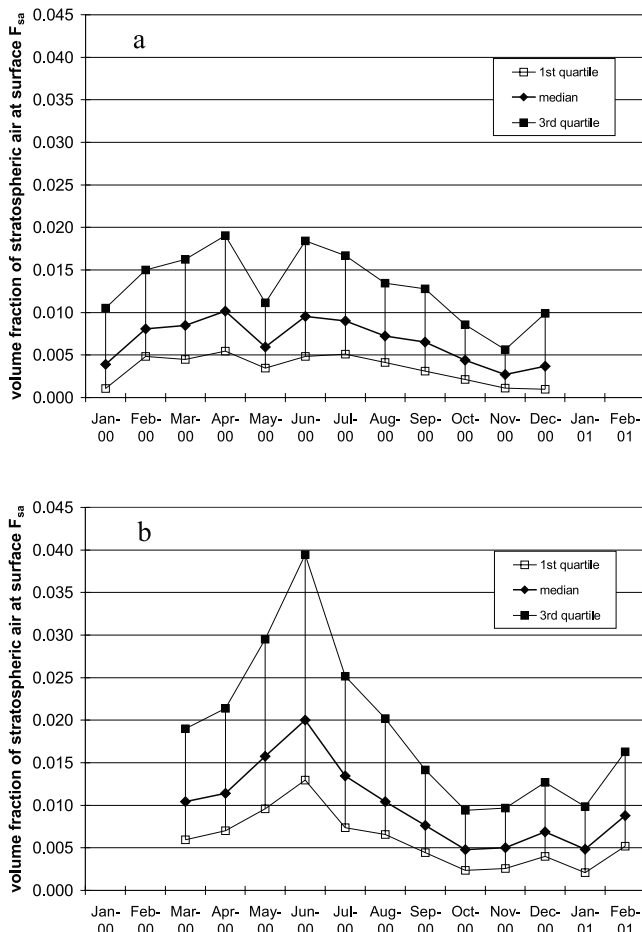 a
volume fraction of stratospheric air at surface Fsa
0.045
0.040
0.035
0.030
0.025
0.020
0.015
0.010
0.005
0.000
1st quartile
median
3rd quartile
Jan- Feb- Mar- Apr- May- Jun- Jul- Aug- Sep- Oct- Nov- Dec- Jan- Feb-
00 00 00 00 00 00 00 00 00 00 00 00 01 01
b
volume fraction of stratospheric air at surface Fsa
0.045
0.040
0.035
0.030
0.025
0.020
0.015
0.010
0.005
0.000
1st quartile
median
3rd quartile
Jan- Feb- Mar- Apr- May- Jun- Jul- Aug- Sep- Oct- Nov- Dec- Jan- Feb-
00 00 00 00 00 00 00 00 00 00 00 00 01 01